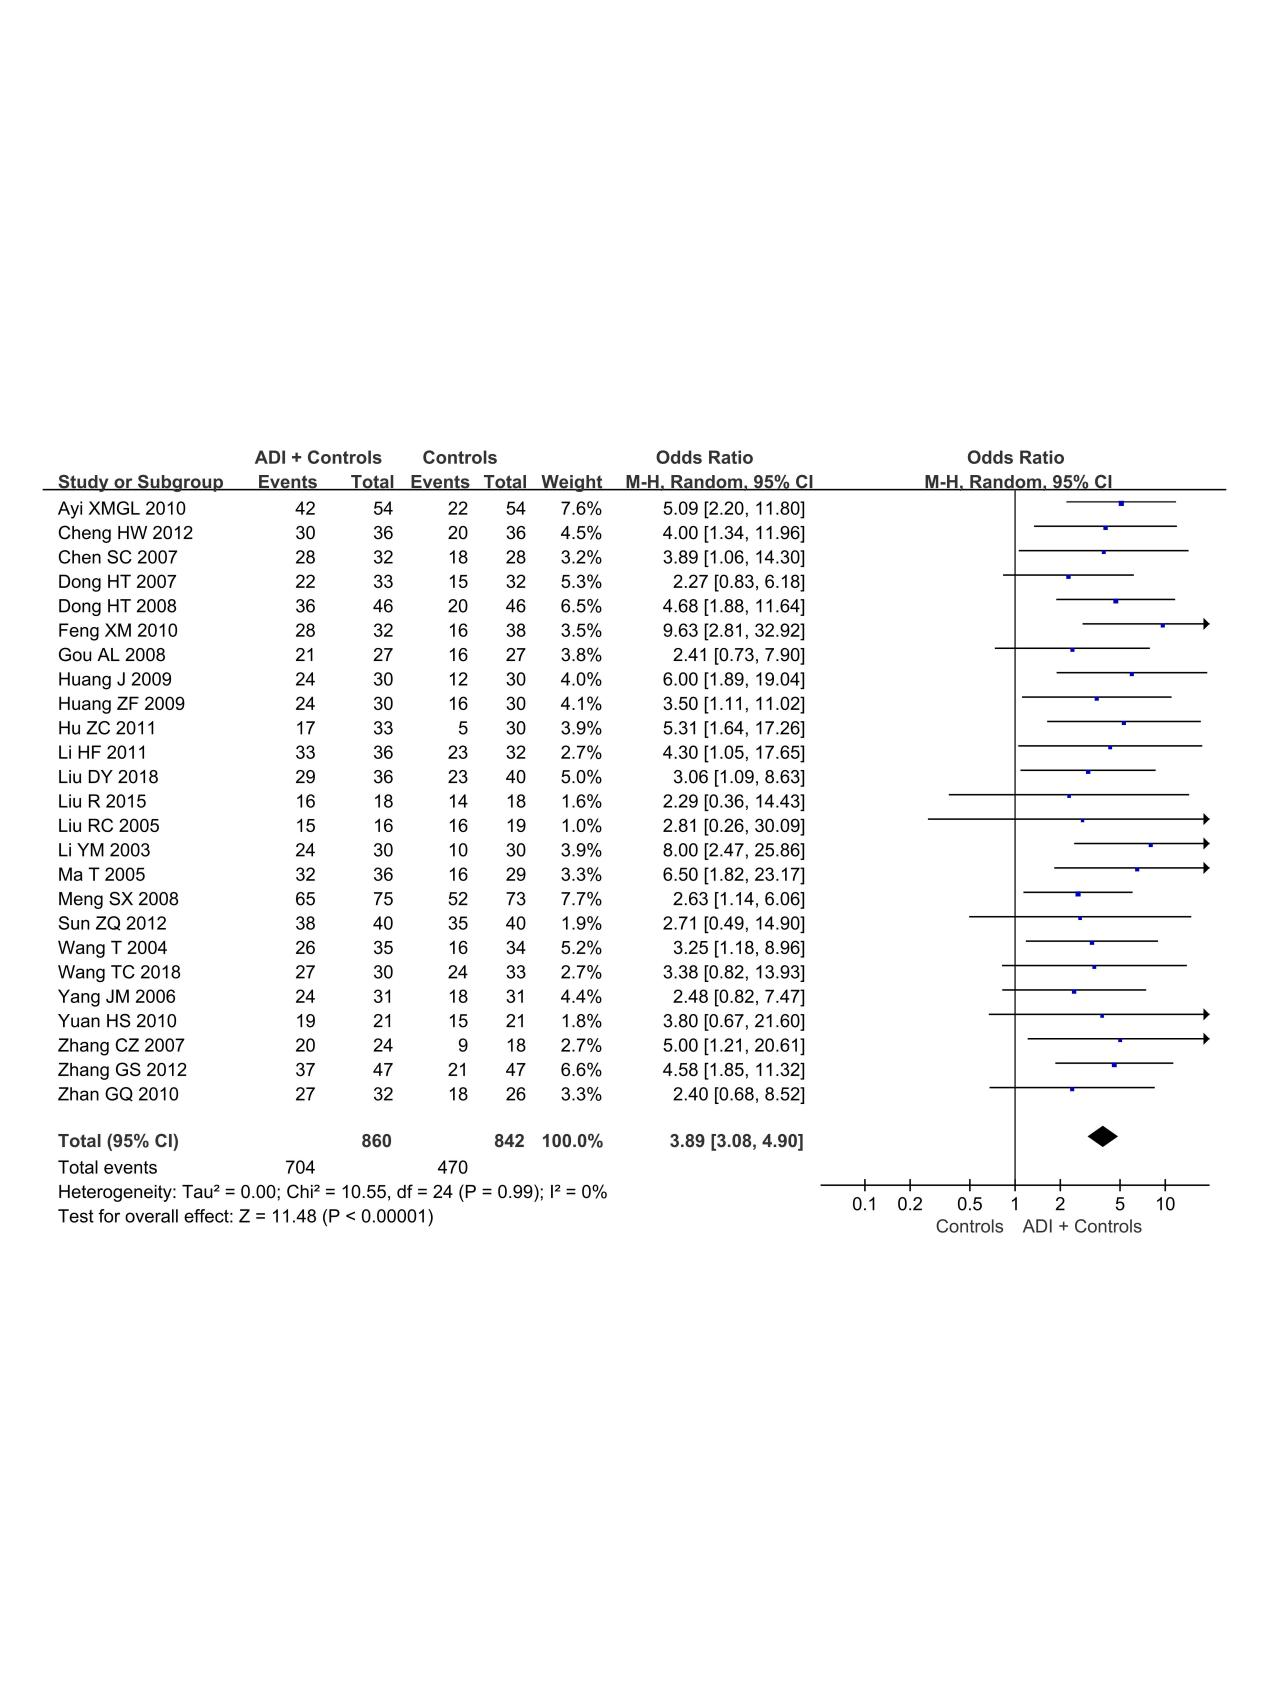 ADI + Controls Controls Odds Ratio Odds Ratio
Study or Subgroup Events Total Events Total Weight M-H, Random, 95% CI M-H, Random, 95% CI
Ayi XMGL 2010 42 54 22 54 7.6% 5.09 [2.20, 11.80]
Cheng HW 2012 30 36 20 36 4.5% 4.00 [1.34, 11.96]
Chen SC 2007 28 32 18 28 3.2% 3.89 [1.06, 14.30]
Dong HT 2007 22 33 15 32 5.3% 2.27 [0.83, 6.18]
Dong HT 2008 36 46 20 46 6.5% 4.68 [1.88, 11.64]
Feng XM 2010 28 32 16 38 3.5% 9.63 [2.81, 32.92]
Gou AL 2008 21 27 16 27 3.8% 2.41 [0.73, 7.90]
Huang J 2009 24 30 12 30 4.0% 6.00 [1.89, 19.04]
Huang ZF 2009 24 30 16 30 4.1% 3.50 [1.11, 11.02]
Hu ZC 2011 17 33 5 30 3.9% 5.31 [1.64, 17.26]
Li HF 2011 33 36 23 32 2.7% 4.30 [1.05, 17.65]
Liu DY 2018 29 36 23 40 5.0% 3.06 [1.09, 8.63]
Liu R 2015 16 18 14 18 1.6% 2.29 [0.36, 14.43]
Liu RC 2005 15 16 16 19 1.0% 2.81 [0.26, 30.09]
Li YM 2003 24 30 10 30 3.9% 8.00 [2.47, 25.86]
Ma T 2005 32 36 16 29 3.4% 6.50 [1.82, 23.17]
Meng SX 2008 65 75 52 73 7.7% 2.63 [1.14, 6.06]
Sun ZQ 2012 38 40 35 40 1.9% 2.71 [0.49, 14.90]
Wang T 2004 26 35 16 34 5.2% 3.25 [1.18, 8.96]
Wang TC 2018 27 30 24 33 2.7% 3.38 [0.82, 13.93]
Yang JM 2006 24 31 18 31 4.4% 2.48 [0.82, 7.47]
Yuan HS 2010 19 21 15 21 1.8% 3.80 [0.67, 21.60]
Zhang CZ 2007 20 24 9 18 2.7% 5.00 [1.21, 20.61]
Zhang GS 2012 37 47 21 47 6.6% 4.58 [1.85, 11.32]
Zhan GQ 2010 27 32 18 26 3.3% 2.40 [0.68, 8.52]
Total (95% CI) 860 842 100.0% 3.89 [3.08, 4.90]
Total events 704 470
Heterogeneity: Tau² = 0.00; Chi² = 10.55, df = 24 (P = 0.99); I² = 0%
Test for overall effect: Z = 11.48 (P < 0.00001)
0.1 0.2 0.5 1 2 5 10
Controls ADI + Controls